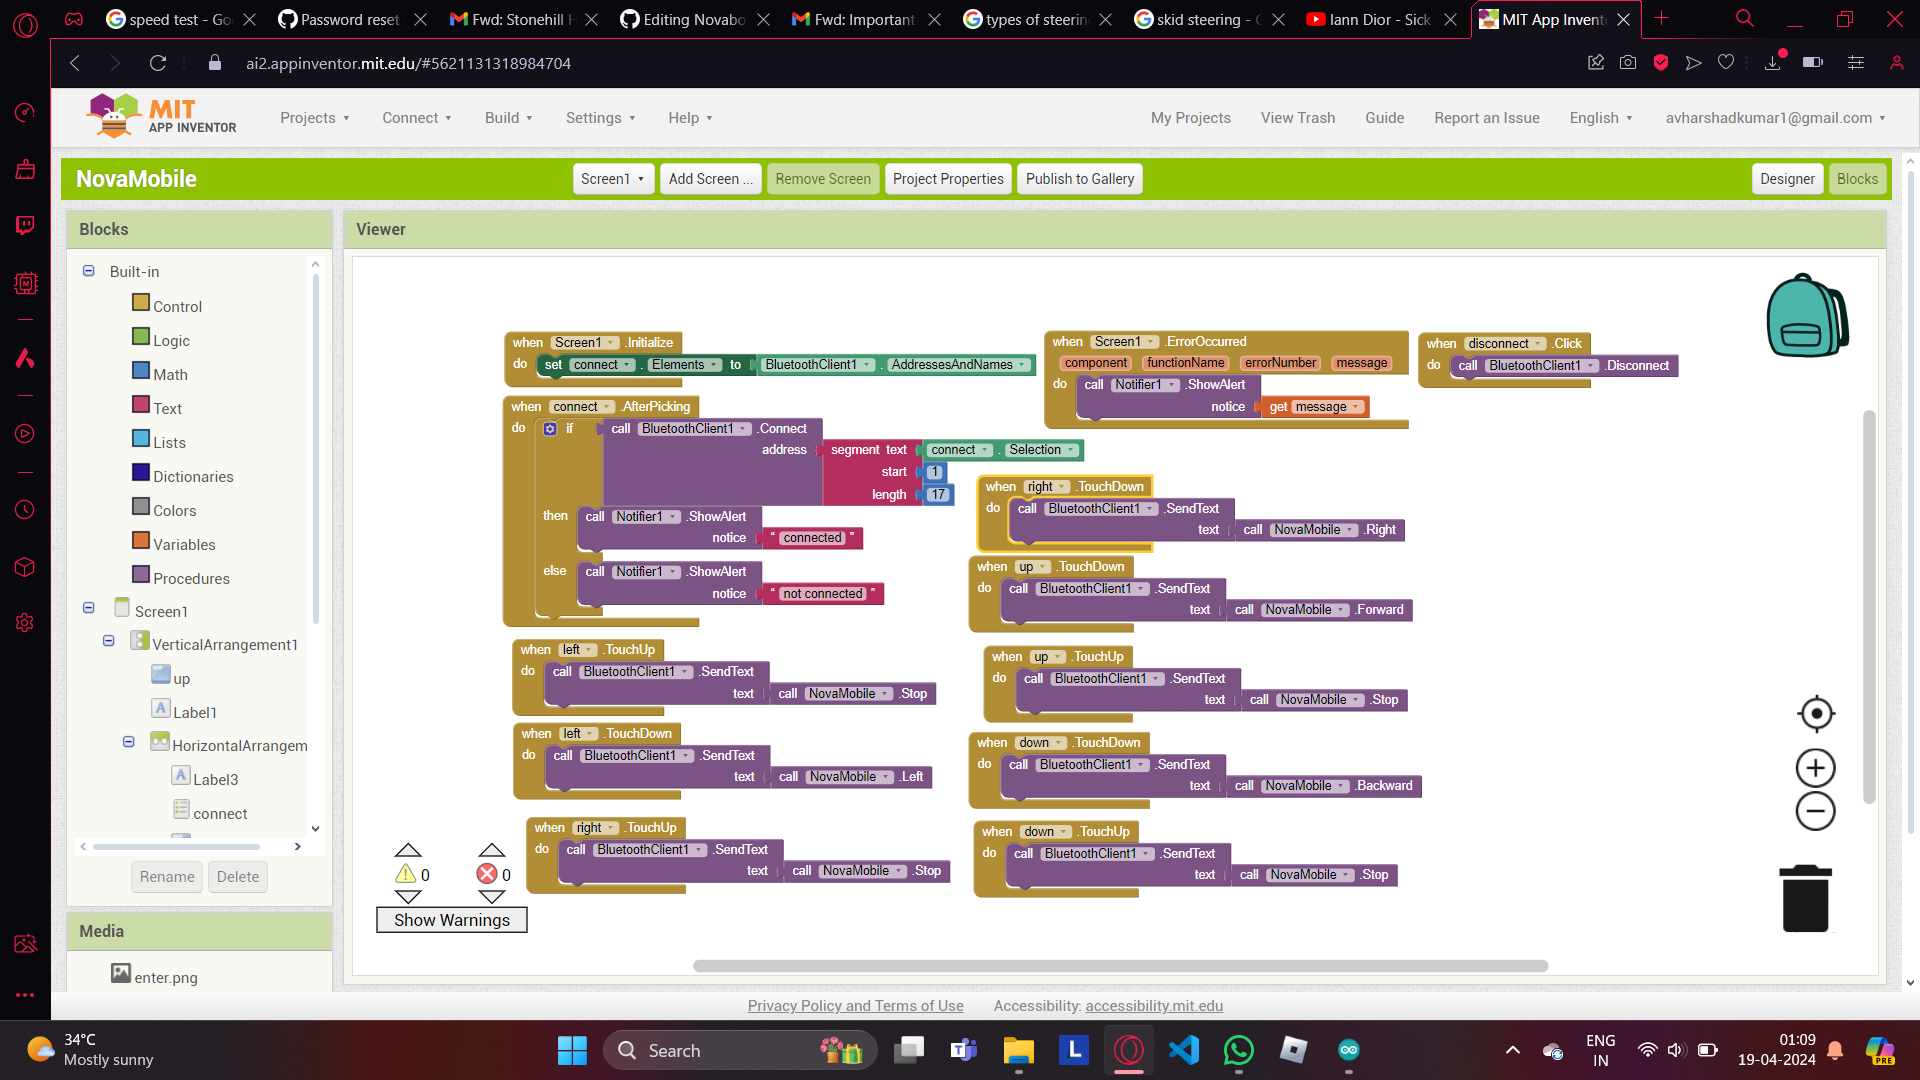 speed test - Go
Password reset
Fwd: Stonehill H
Editing Novabo
Fwd: Important
types of steerin
skid steering - G
Iann Dior - Sick
MIT App Invento
ai2.appinventor.mit.edu/#5621131318984704
MIT
APP INVENTOR
Projects
Connect
Build
Settings
Help
My Projects
View Trash
Guide
Report an Issue
English
avharshadkumar1@gmail.com
NovaMobile
Screen1
Add Screen ...
Remove Screen
Project Properties
Publish to Gallery
Designer
Blocks
Blocks
Built-in
Control
Logic
Math
Text
Lists
Dictionaries
Colors
Variables
Procedures
Screen1
VerticalArrangement1
up
Label1
HorizontalArrangem
Label3
connect
Rename
Delete
Media
enter.png
Viewer
when Screen1 .Initialize
do set connect . Elements to BluetoothClient1 . AddressesAndNames
when connect .AfterPicking
do if call BluetoothClient1 .Connect
address segment text connect . Selection
start 1
length 17
then call Notifier1 .ShowAlert
notice " connected "
else call Notifier1 .ShowAlert
notice " not connected "
when left .TouchUp
do call BluetoothClient1 .SendText
text call NovaMobile .Stop
when left .TouchDown
do call BluetoothClient1 .SendText
text call NovaMobile .Left
when right .TouchUp
do call BluetoothClient1 .SendText
text call NovaMobile .Stop
when Screen1 .ErrorOccurred
component functionName errorNumber message
do call Notifier1 .ShowAlert
notice get message
when right .TouchDown
do call BluetoothClient1 .SendText
text call NovaMobile .Right
when up .TouchDown
do call BluetoothClient1 .SendText
text call NovaMobile .Forward
when up .TouchUp
do call BluetoothClient1 .SendText
text call NovaMobile .Stop
when down .TouchDown
do call BluetoothClient1 .SendText
text call NovaMobile .Backward
when down .TouchUp
do call BluetoothClient1 .SendText
text call NovaMobile .Stop
when disconnect .Click
do call BluetoothClient1 .Disconnect
0
0
Show Warnings
Privacy Policy and Terms of Use
Accessibility: accessibility.mit.edu
34°C
Mostly sunny
Search
L
ENG
IN
01:09
19-04-2024
PRE